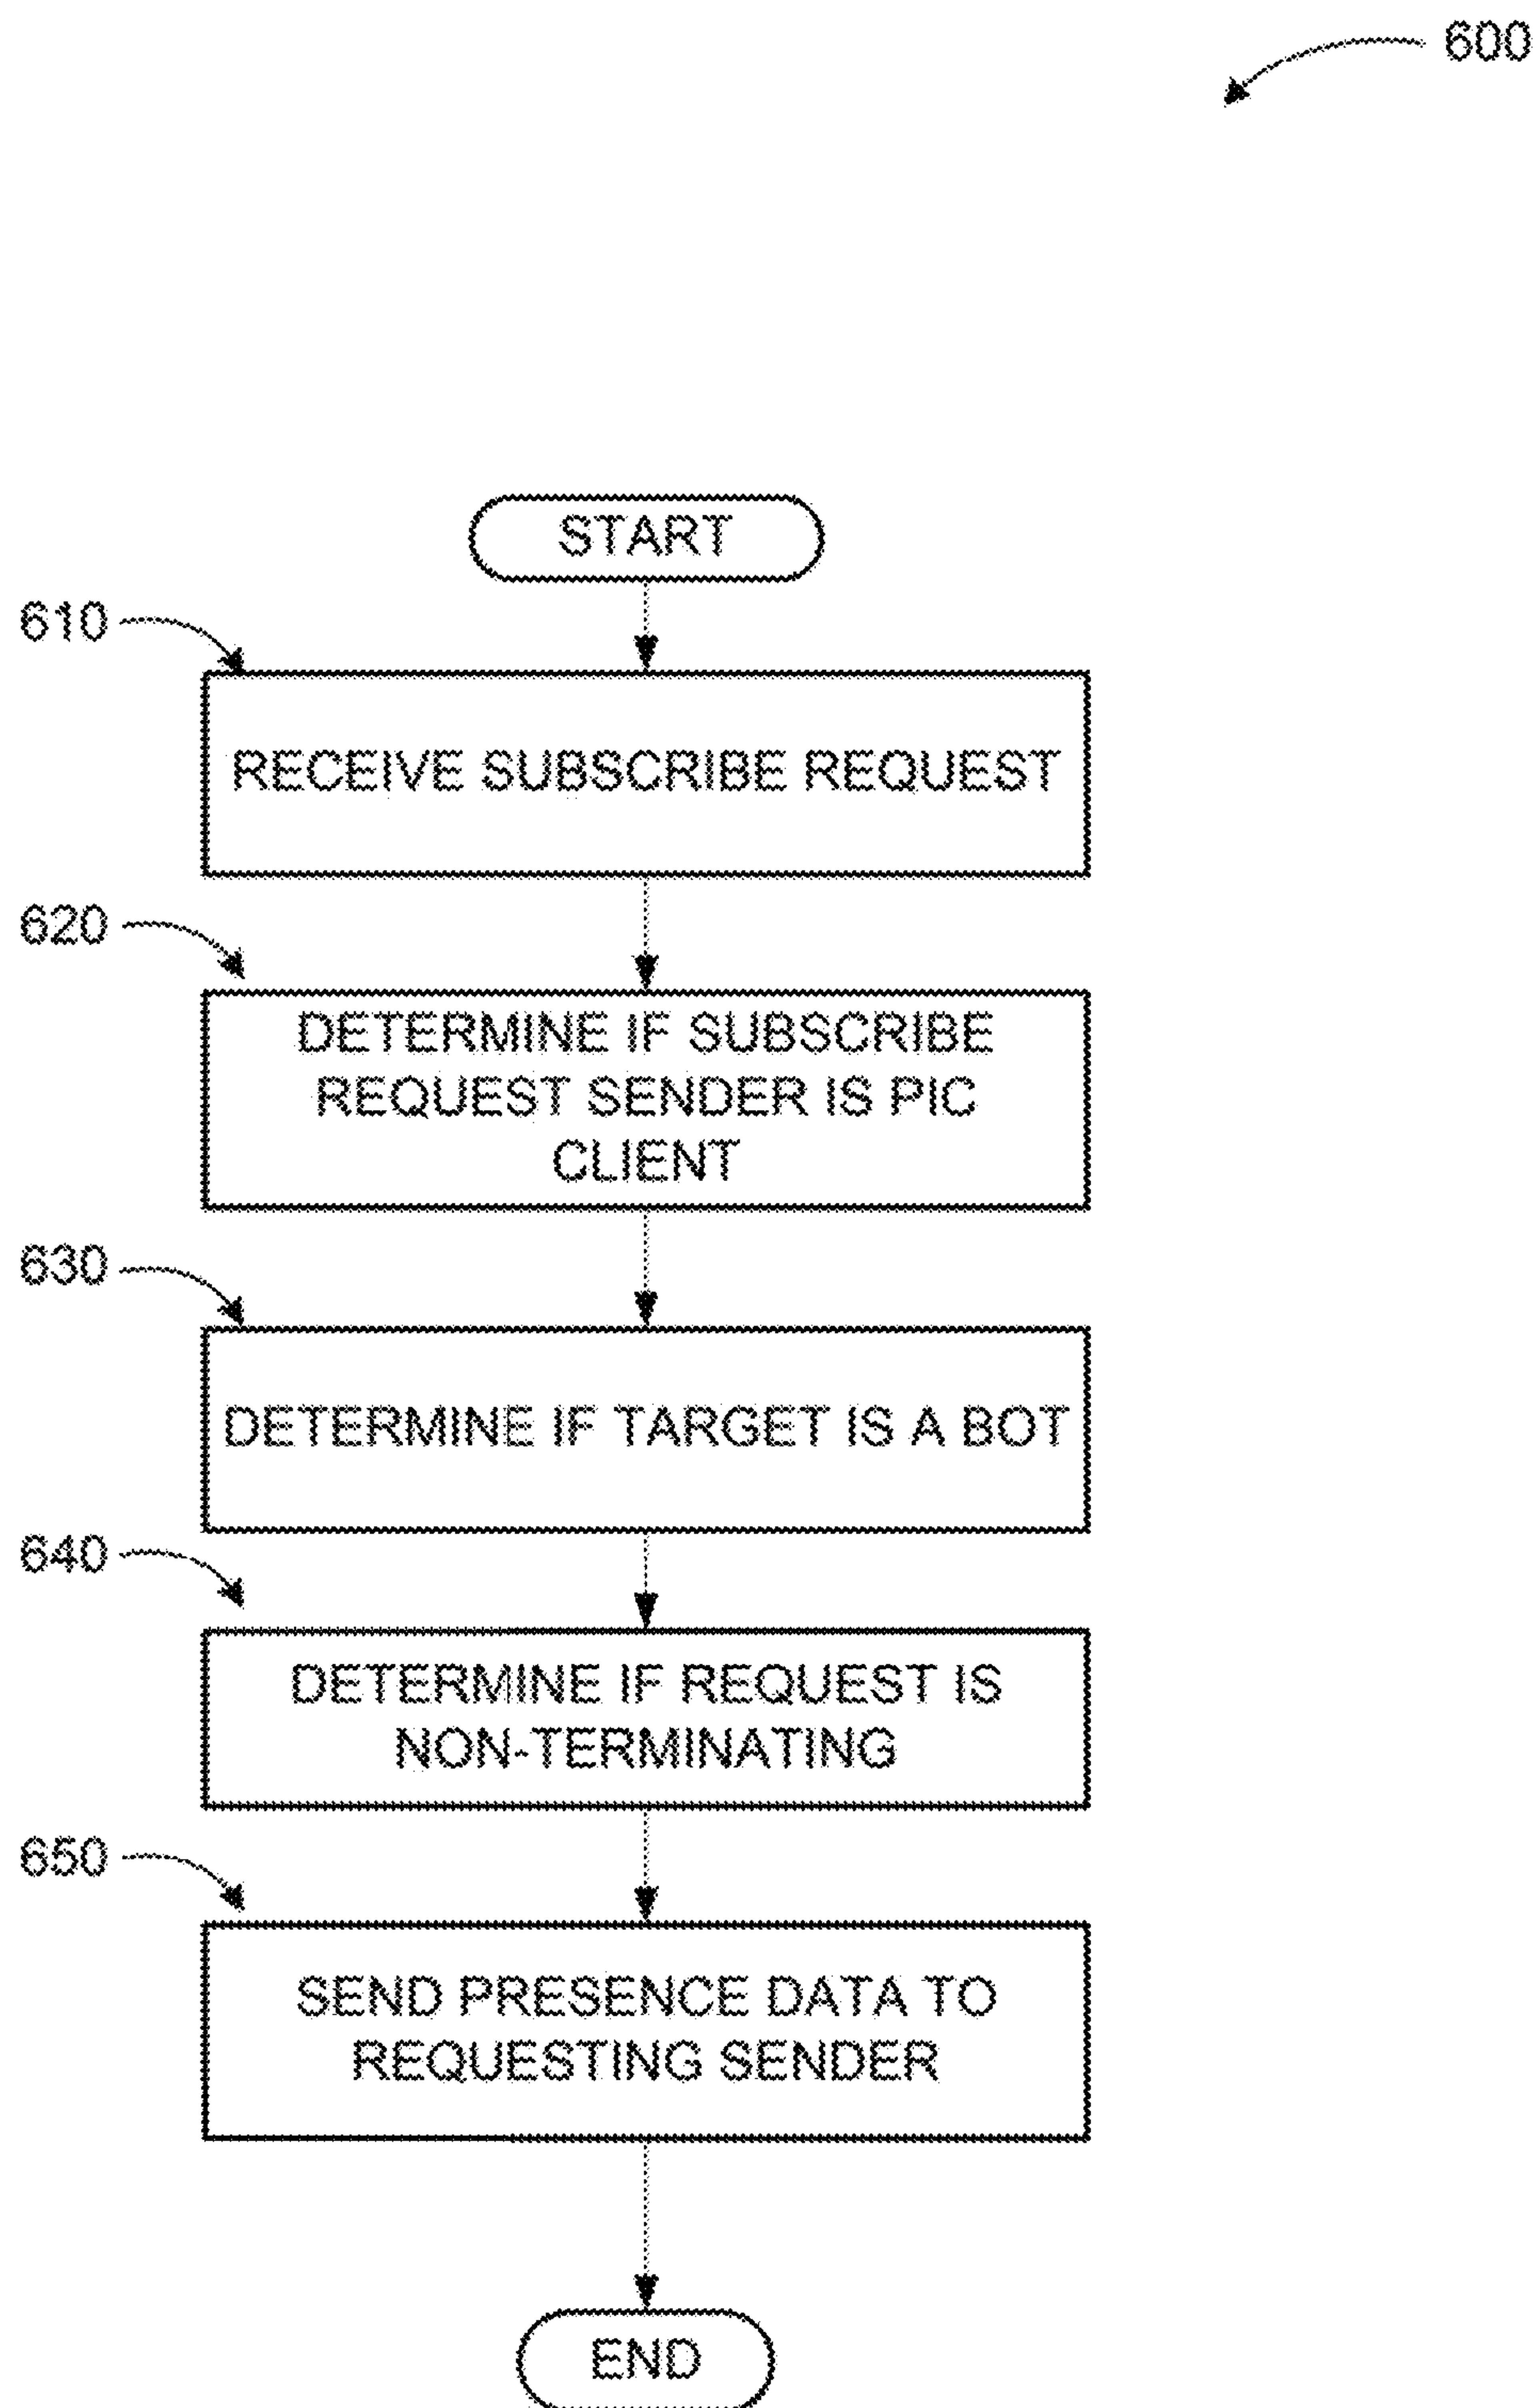 600
START
610
RECEIVE SUBSCRIBE REQUEST
620
DETERMINE IF SUBSCRIBE
REQUEST SENDER IS PIC
CLIENT
630
DETERMINE IF TARGET IS A BOT
640
DETERMINE IF REQUEST IS
NON-TERMINATING
650
SEND PRESENCE DATA TO
REQUESTING SENDER
END